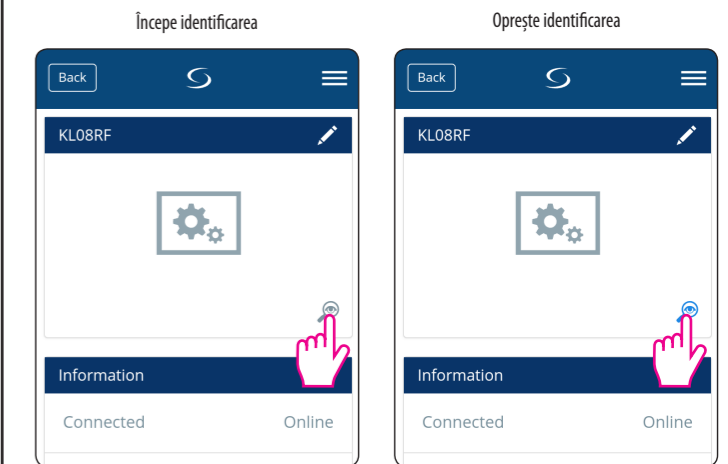 Începe identificarea
Back
KL08RF
Information
Connected Online
Oprește identificarea
Back
KL08RF
Information
Connected Online